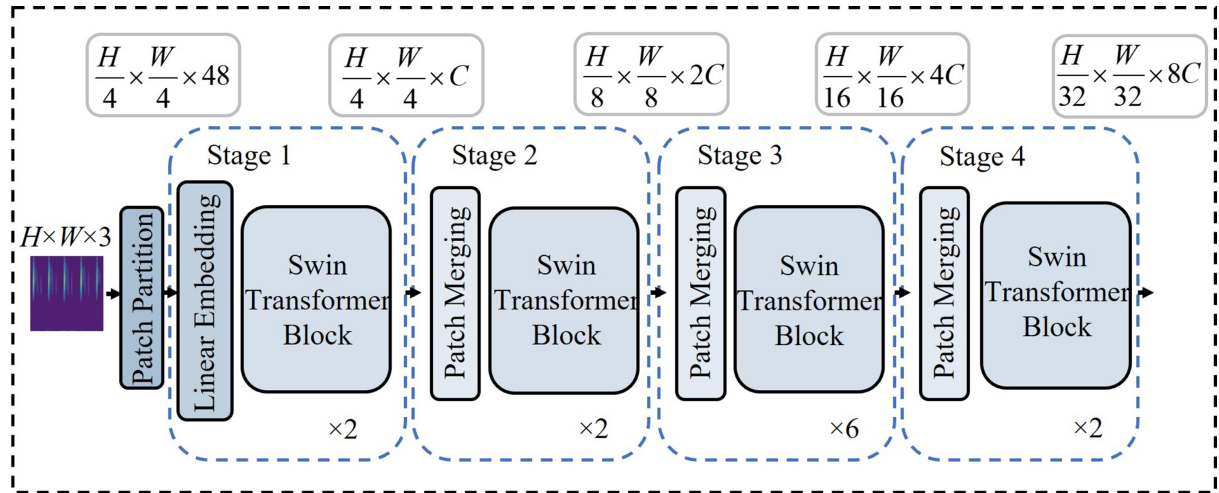 H/4 × W/4 × 48
H/4 × W/4 × C
H/8 × W/8 × 2C
H/16 × W/16 × 4C
H/32 × W/32 × 8C
Stage 1
Stage 2
Stage 3
Stage 4
H×W×3
Patch Partition
Linear Embedding
Swin
Transformer
Block
×2
Patch Merging
Swin
Transformer
Block
×2
Patch Merging
Swin
Transformer
Block
×6
Patch Merging
Swin
Transformer
Block
×2